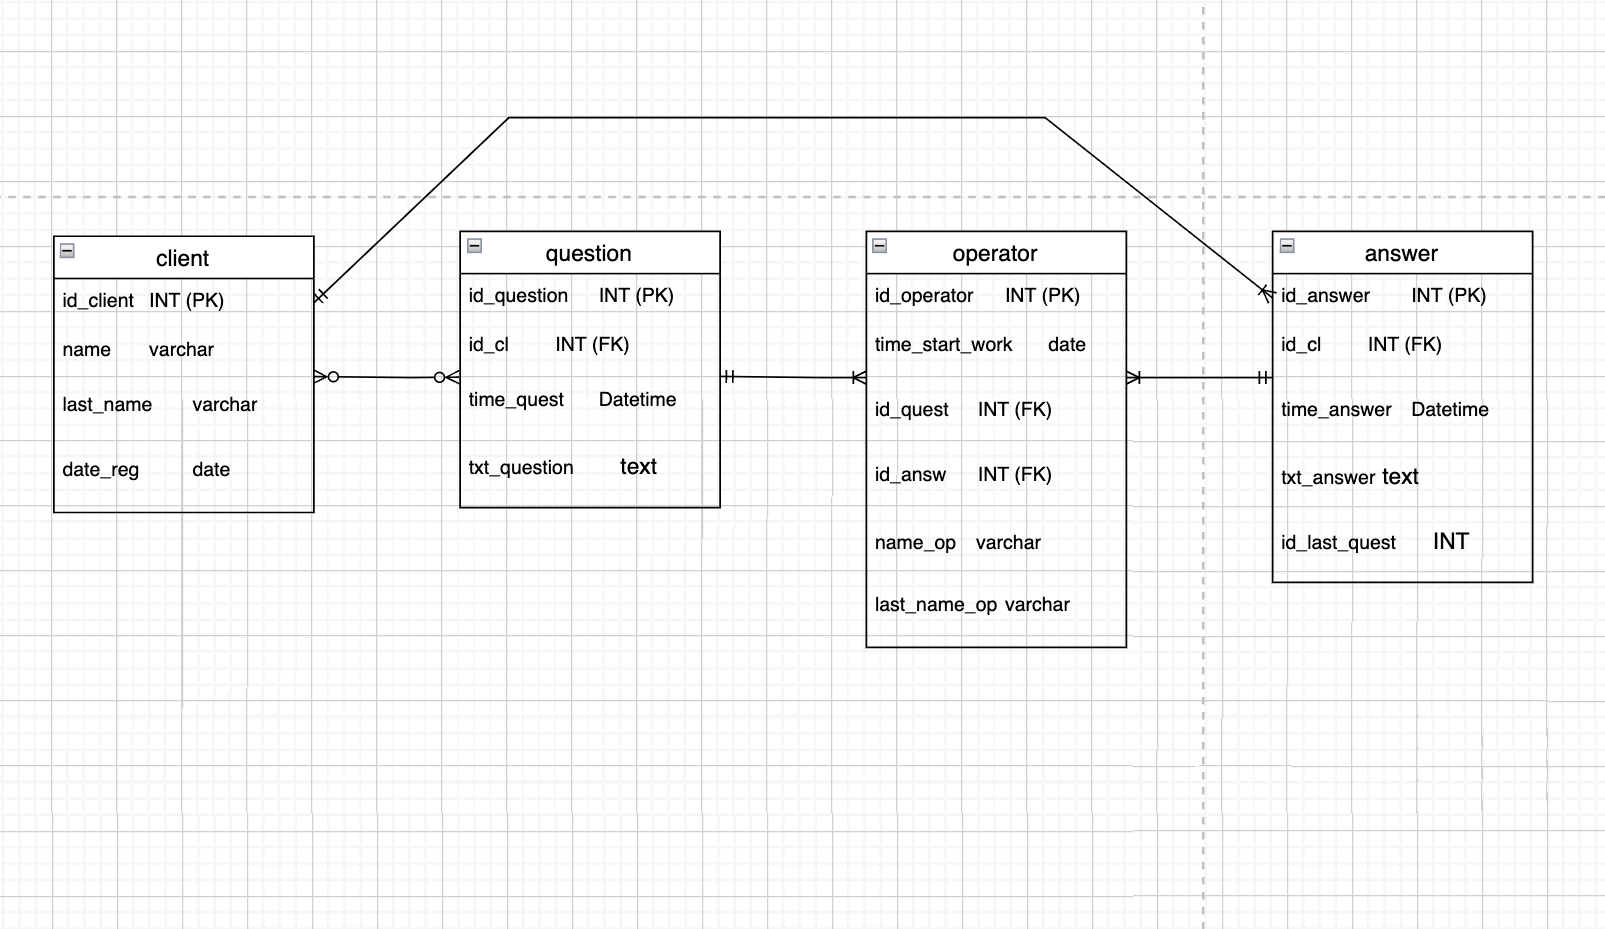 client
id_client INT (PK)
name varchar
last_name varchar
date_reg date
question
id_question INT (PK)
id_cl INT (FK)
time_quest Datetime
txt_question text
operator
id_operator INT (PK)
time_start_work date
id_quest INT (FK)
id_answ INT (FK)
name_op varchar
last_name_op varchar
answer
id_answer INT (PK)
id_cl INT (FK)
time_answer Datetime
txt_answer text
id_last_quest INT